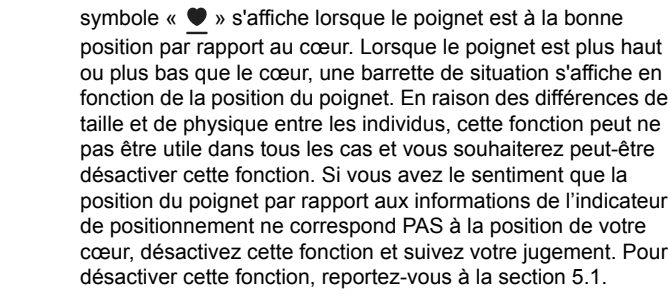 symbole « ♥ » s'affiche lorsque le poignet est à la bonne
position par rapport au cœur. Lorsque le poignet est plus haut
ou plus bas que le cœur, une barrette de situation s'affiche en
fonction de la position du poignet. En raison des différences de
taille et de physique entre les individus, cette fonction peut ne
pas être utile dans tous les cas et vous souhaiterez peut-être
désactiver cette fonction. Si vous avez le sentiment que la
position du poignet par rapport aux informations de l’indicateur
de positionnement ne correspond PAS à la position de votre
cœur, désactivez cette fonction et suivez votre jugement. Pour
désactiver cette fonction, reportez-vous à la section 5.1.